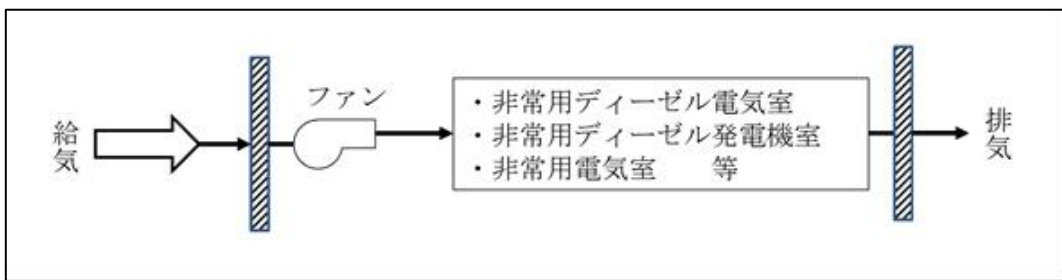 給気
ファン
・非常用ディーゼル電気室
・非常用ディーゼル発電機室
・非常用電気室　　等
排気